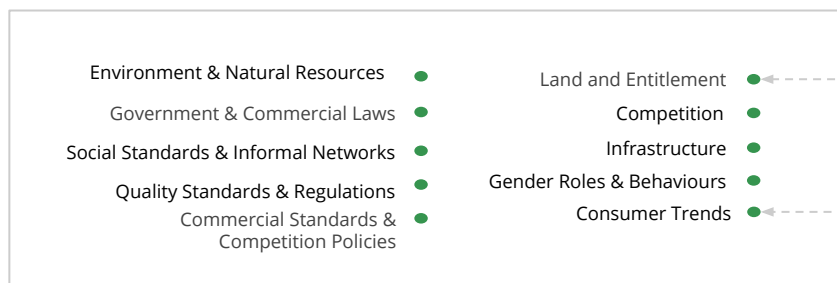 Environment & Natural Resources
Government & Commercial Laws
Social Standards & Informal Networks
Quality Standards & Regulations
Commercial Standards &
Competition Policies
Land and Entitlement
Competition
Infrastructure
Gender Roles & Behaviours
Consumer Trends